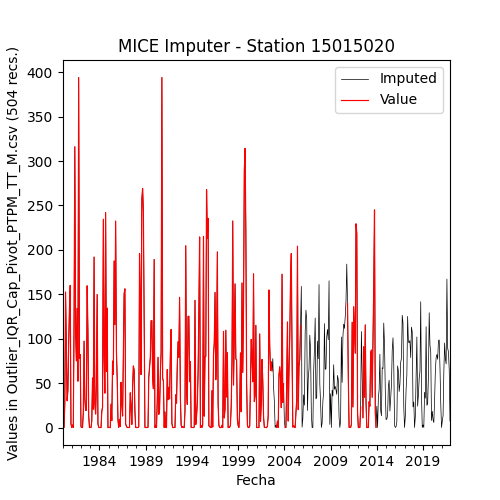 MICE Imputer - Station 15015020
Values in Outlier_IQR_Cap_Pivot_PTPM_TT_M.csv (504 recs.)
400
350
300
250
200
150
100
50
0
Imputed
Value
1984 1989 1994 1999 2004 2009 2014 2019
Fecha